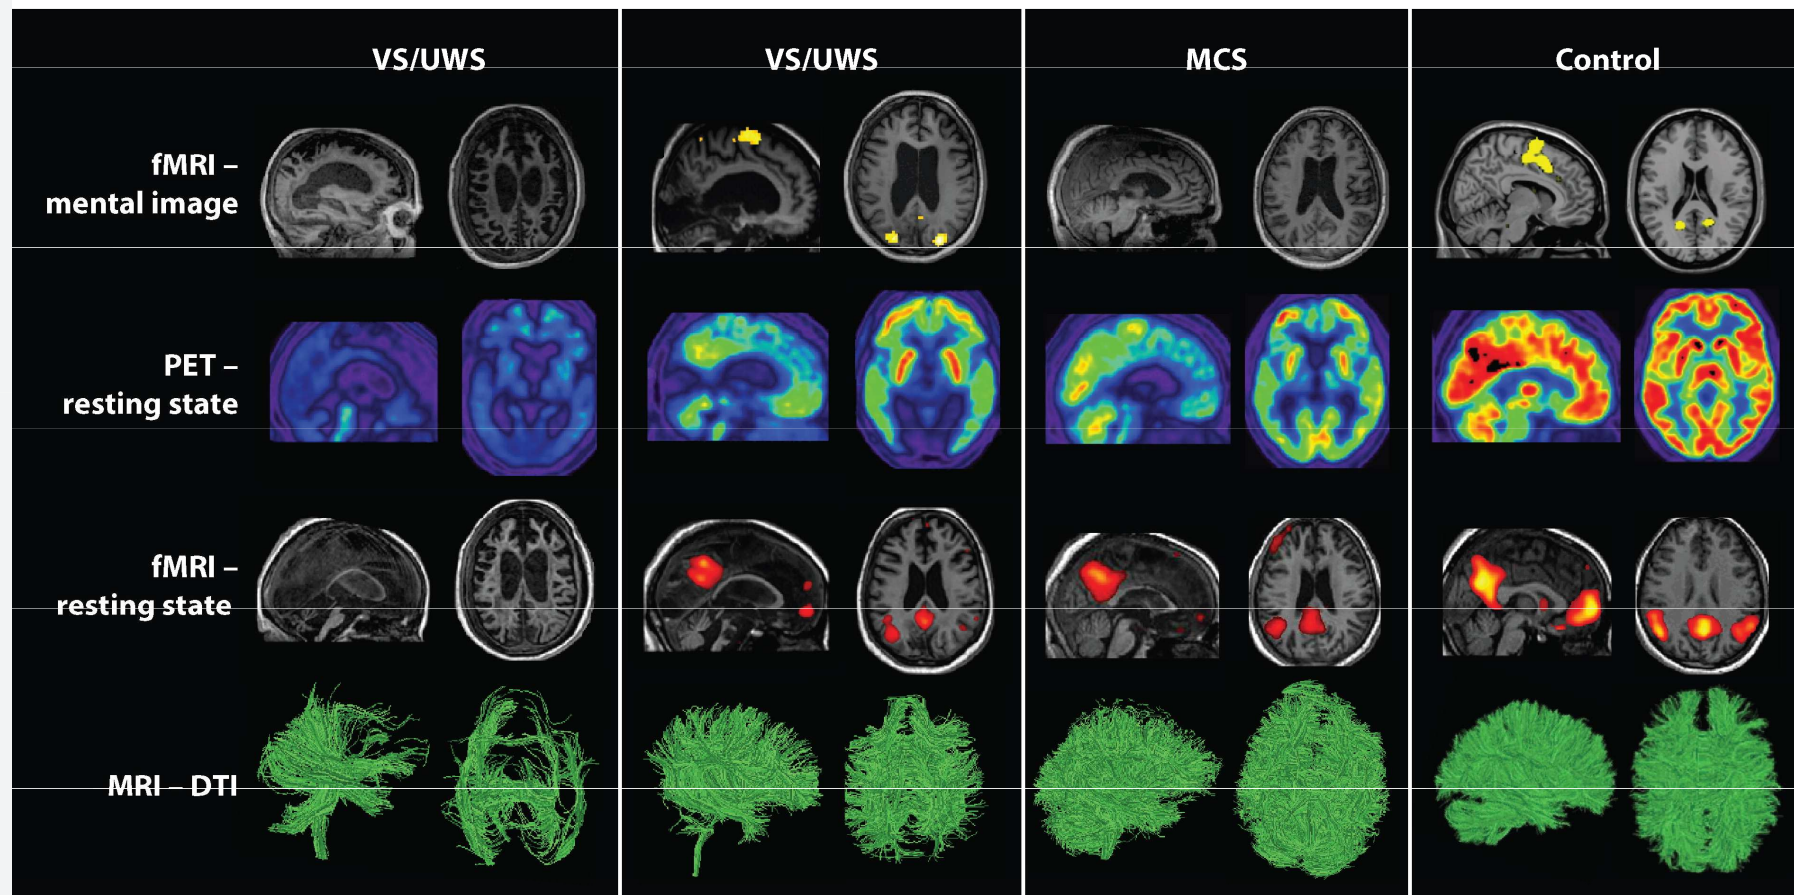 VS/UWS
VS/UWS
MCS
Control
fMRI –
mental image
PET –
resting state
fMRI –
resting state
MRI – DTI